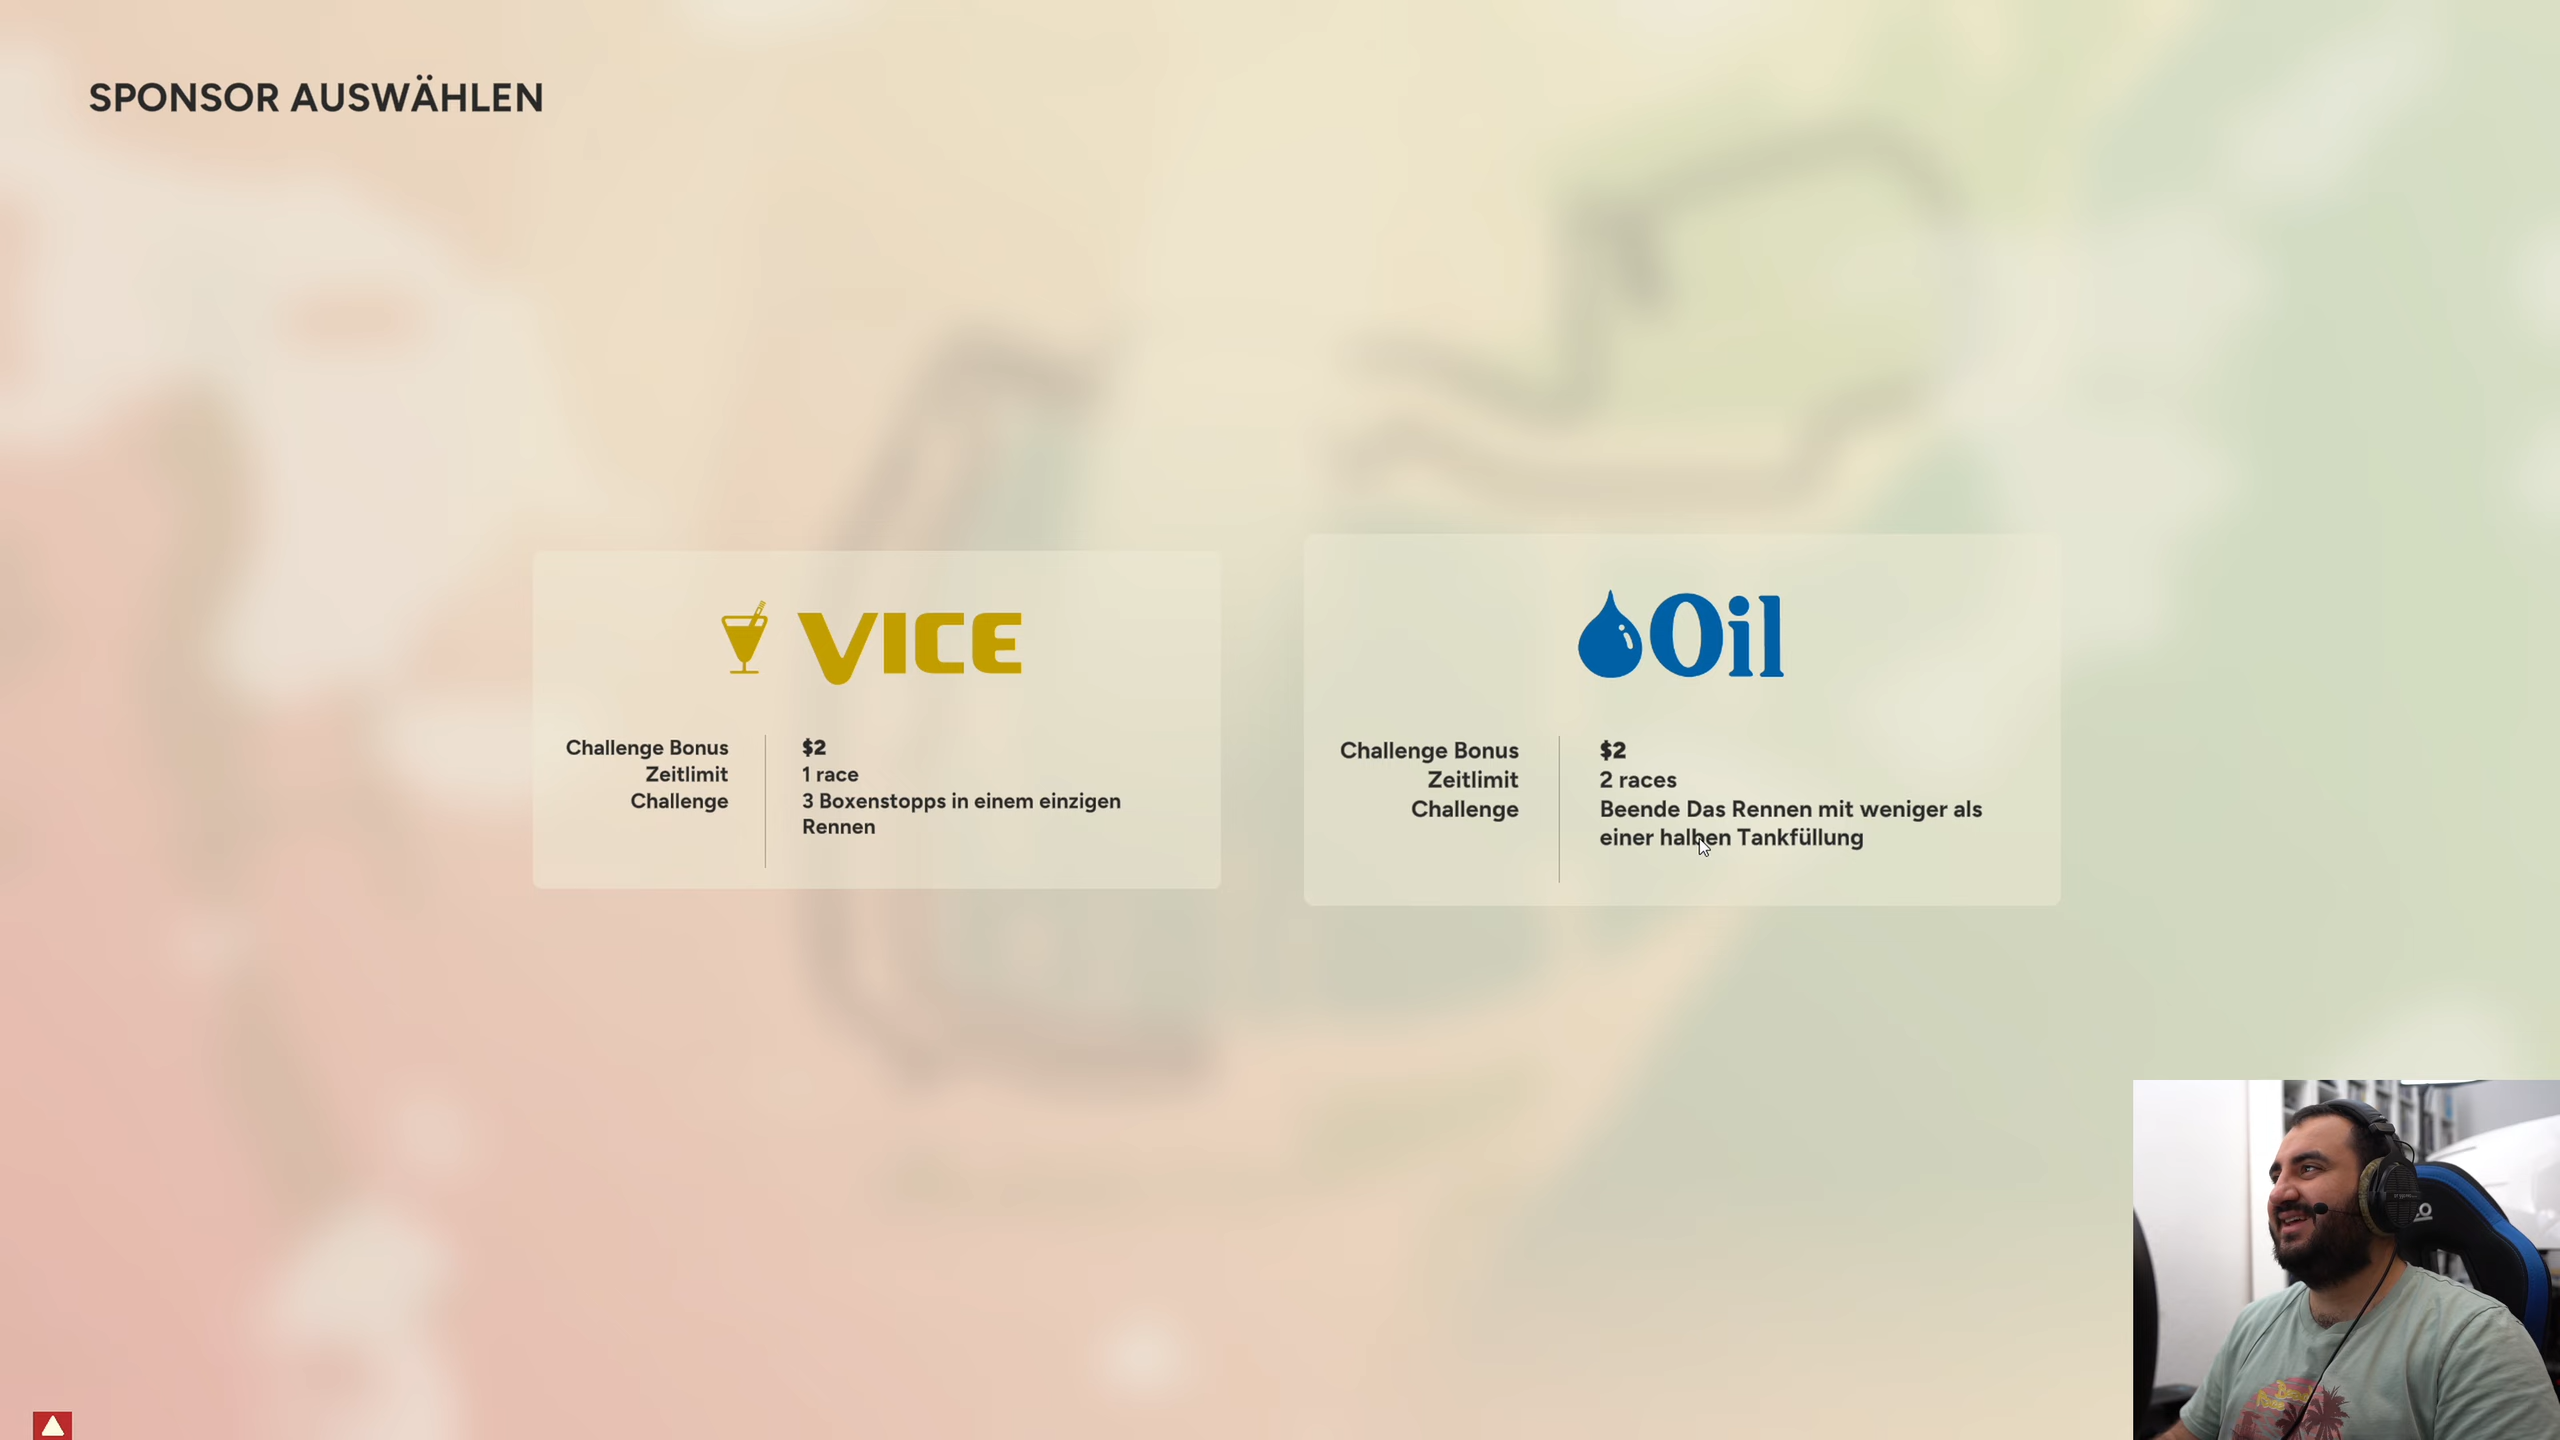 SPONSOR AUSWÄHLEN
VICE
Challenge Bonus $2
Zeitlimit 1 race
Challenge 3 Boxenstopps in einem einzigen
Rennen
Oil
Challenge Bonus $2
Zeitlimit 2 races
Challenge Beende Das Rennen mit weniger als
einer halben Tankfüllung